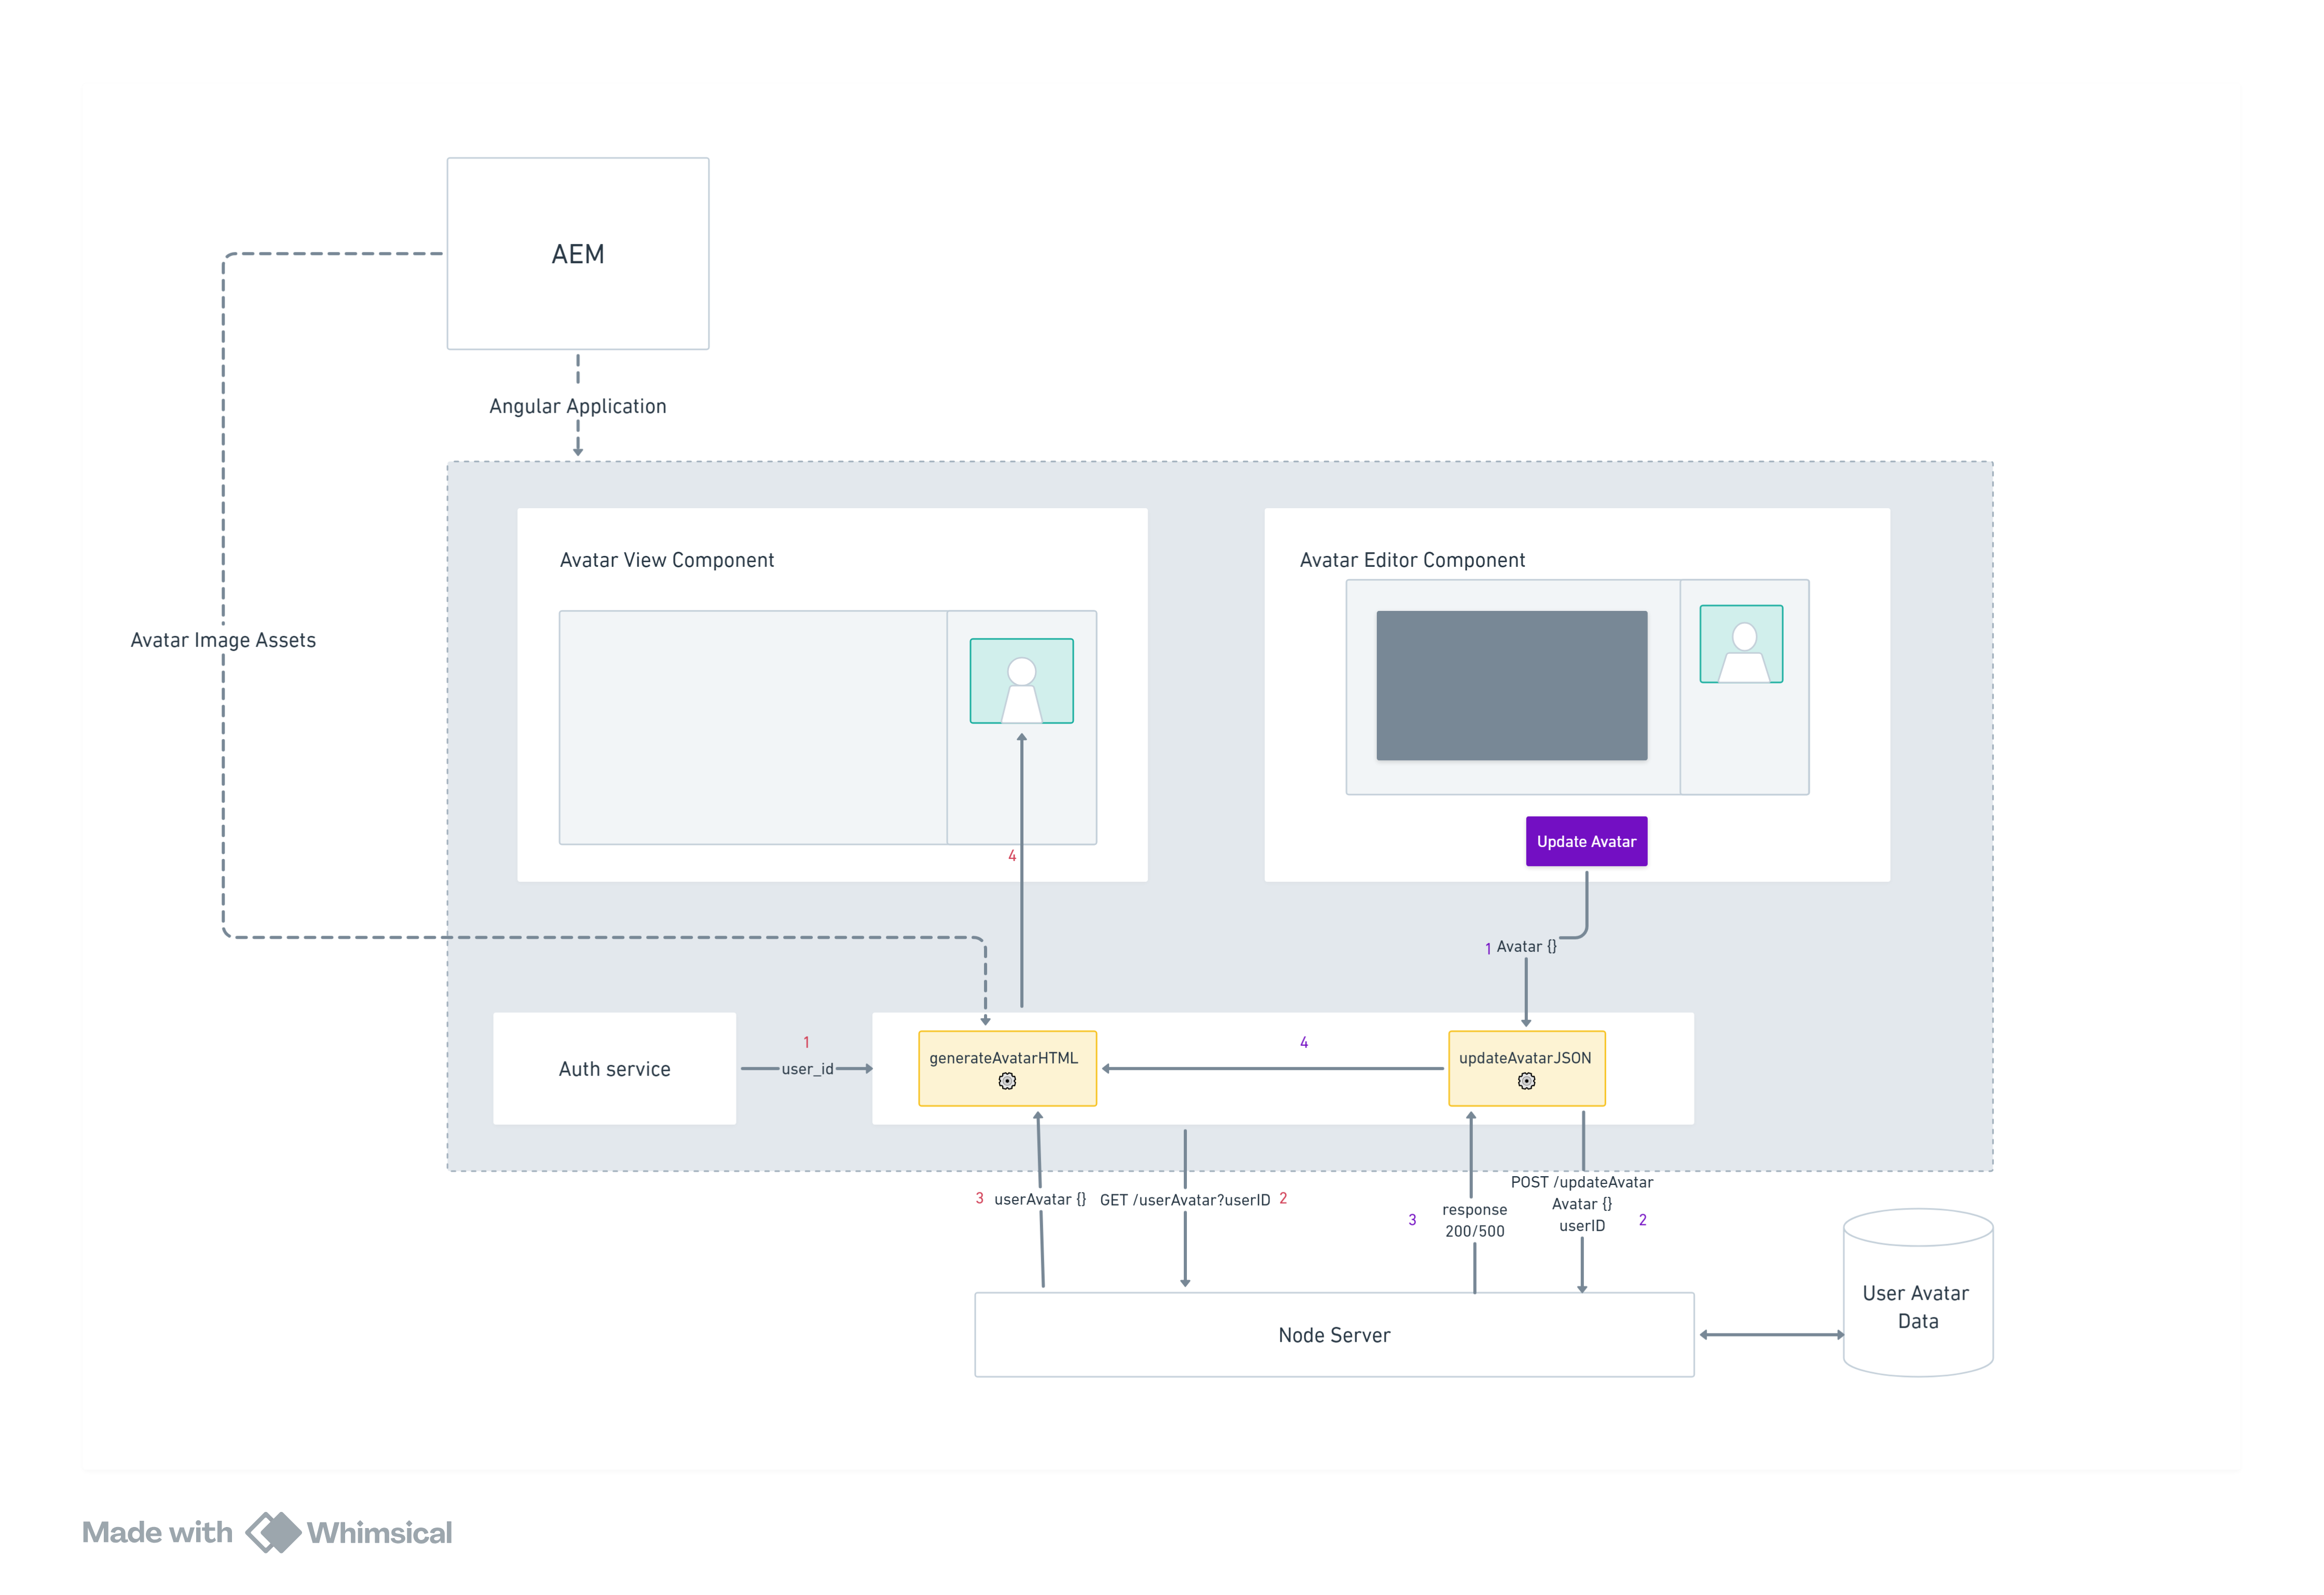 AEM
Angular Application
Avatar View Component
Avatar Editor Component
Avatar Image Assets
Update Avatar
4
1 Avatar {}
Auth service
1
user_id
generateAvatarHTML
4
updateAvatarJSON
3 userAvatar {}
GET /userAvatar?userID 2
3
response
200/500
POST /updateAvatar
Avatar {}
userID
2
Node Server
User Avatar
Data
Made with Whimsical